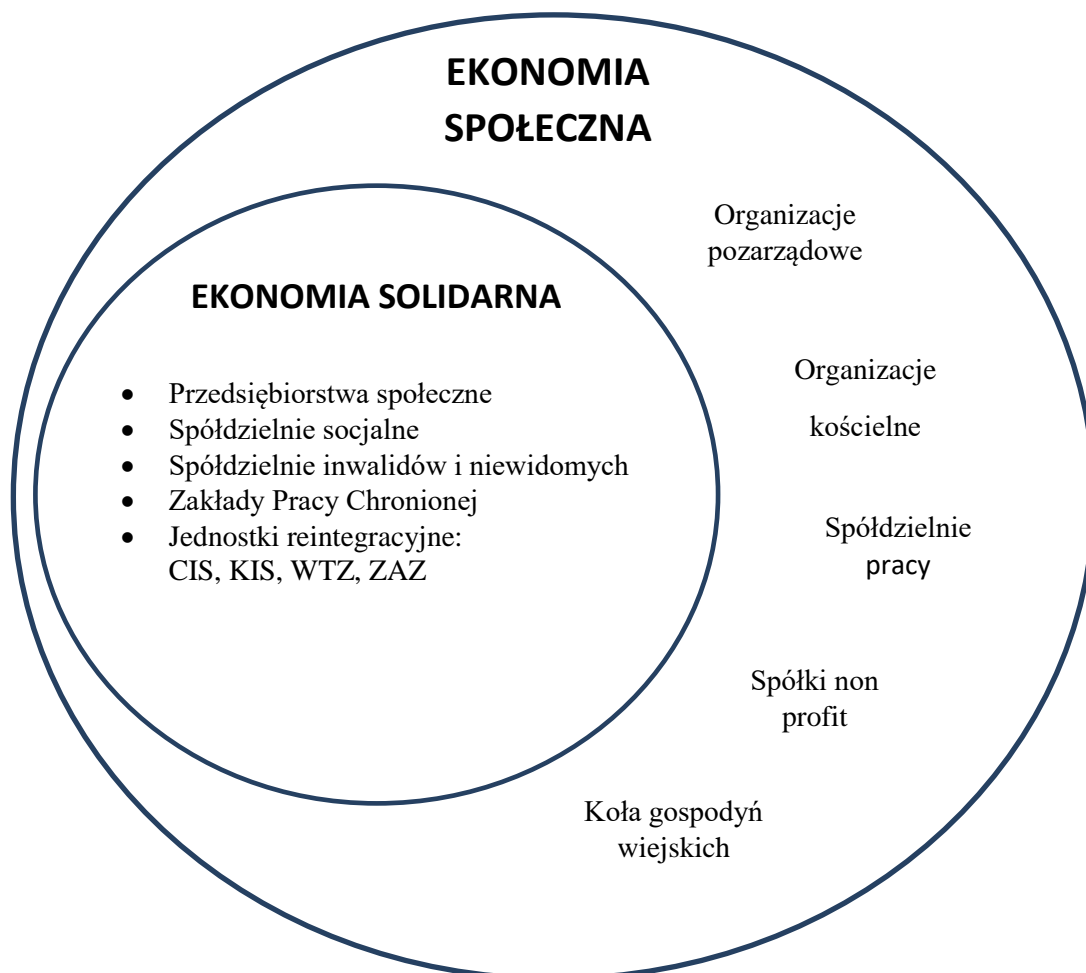 EKONOMIA
SPOŁECZNA
Organizacje
pozarządowe
EKONOMIA SOLIDARNA
• Przedsiębiorstwa społeczne
• Spółdzielnie socjalne
• Spółdzielnie inwalidów i niewidomych
• Zakłady Pracy Chronionej
• Jednostki reintegracyjne:
CIS, KIS, WTZ, ZAZ
Organizacje
kościelne
Spółdzielnie
pracy
Spółki non
profit
Koła gospodyń
wiejskich